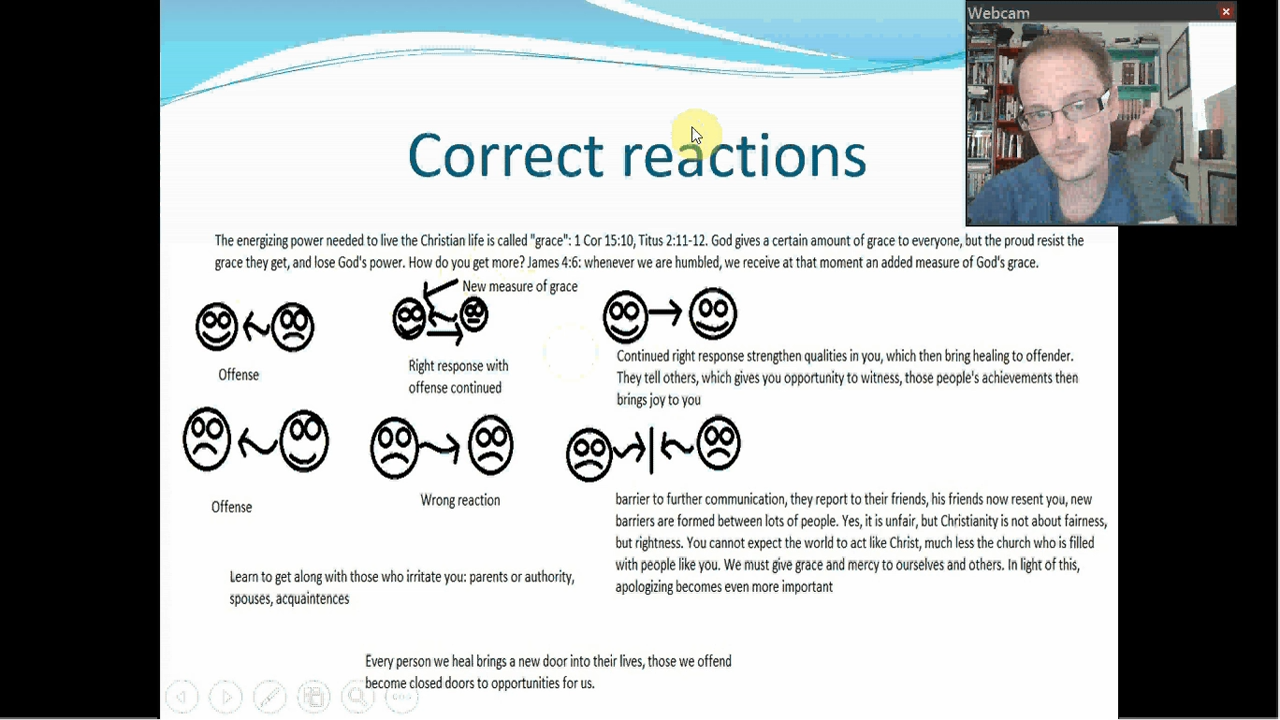 Webcam
Correct reactions
The energizing power needed to live the Christian life is called "grace": 1 Cor 15:10, Titus 2:11-12. God gives a certain amount of grace to everyone, but the proud resist the
grace they get, and lose God's power. How do you get more? James 4:6: whenever we are humbled, we receive at that moment an added measure of God's grace.
New measure of grace
Offense
Right response with
offense continued
Continued right response strengthen qualities in you, which then bring healing to offender.
They tell others, which gives you opportunity to witness, those people's achievements then
brings joy to you
Offense
Wrong reaction
barrier to further communication, they report to their friends, his friends now resent you, new
barriers are formed between lots of people. Yes, it is unfair, but Christianity is not about fairness,
but rightness. You cannot expect the world to act like Christ, much less the church who is filled
with people like you. We must give grace and mercy to ourselves and others. In light of this,
apologizing becomes even more important
Learn to get along with those who irritate you: parents or authority,
spouses, acquaintences
Every person we heal brings a new door into their lives, those we offend
become closed doors to opportunities for us.